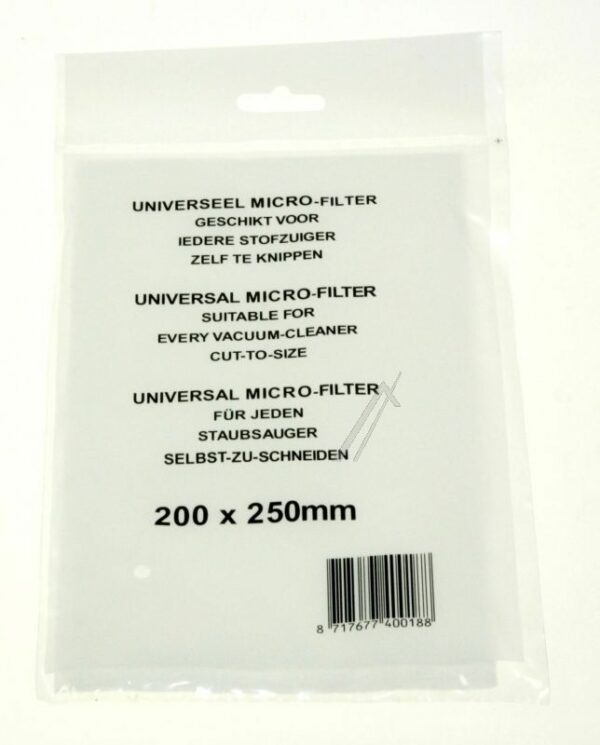 UNIVERSEEL MICRO-FILTER
GESCHIKT VOOR
IEDERE STOFZUIGER
ZELF TE KNIPPEN
UNIVERSAL MICRO-FILTER
SUITABLE FOR
EVERY VACUUM-CLEANER
CUT-TO-SIZE
UNIVERSAL MICRO-FILTER
FÜR JEDEN
STAUBSAUGER
SELBST-ZU-SCHNEIDEN
200 x 250mm
8 717677 400188